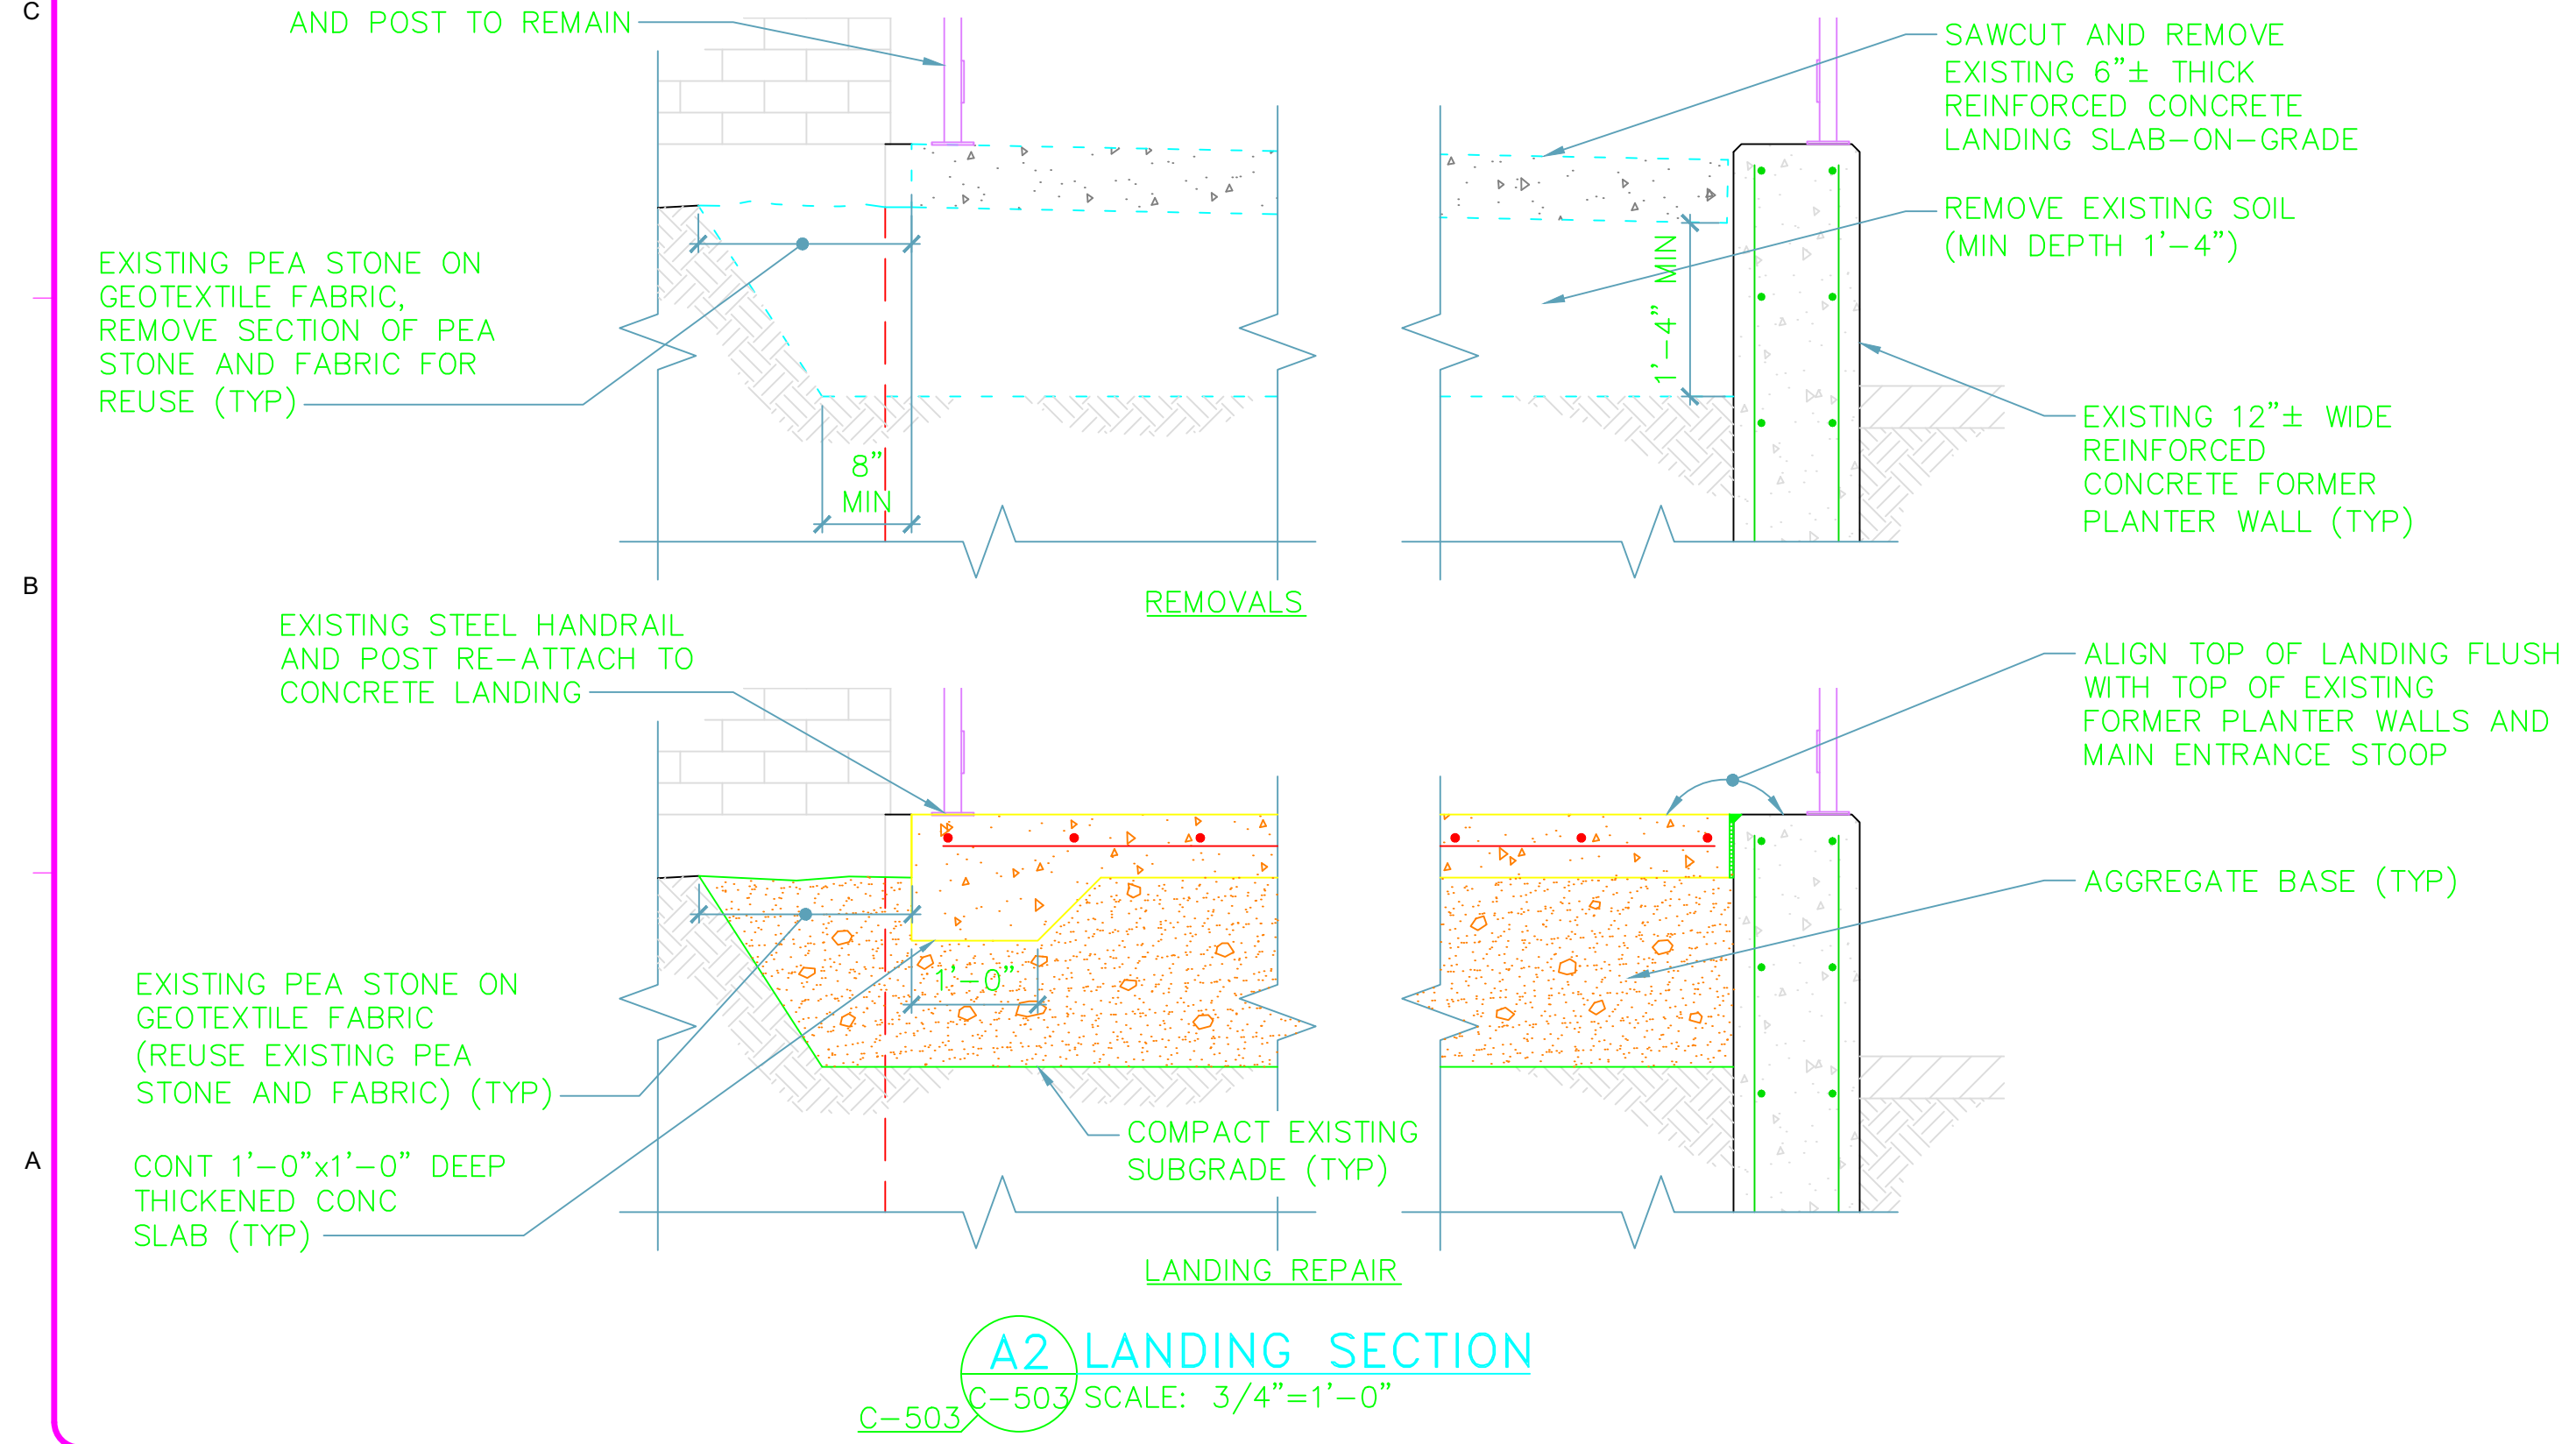 C
AND POST TO REMAIN
SAWCUT AND REMOVE
EXISTING 6”± THICK
REINFORCED CONCRETE
LANDING SLAB–ON–GRADE
REMOVE EXISTING SOIL
(MIN DEPTH 1’–4”)
EXISTING PEA STONE ON
GEOTEXTILE FABRIC,
REMOVE SECTION OF PEA
STONE AND FABRIC FOR
REUSE (TYP)
1’–4” MIN
8”
MIN
EXISTING 12”± WIDE
REINFORCED
CONCRETE FORMER
PLANTER WALL (TYP)
B
REMOVALS
EXISTING STEEL HANDRAIL
AND POST RE–ATTACH TO
CONCRETE LANDING
ALIGN TOP OF LANDING FLUSH
WITH TOP OF EXISTING
FORMER PLANTER WALLS AND
MAIN ENTRANCE STOOP
AGGREGATE BASE (TYP)
1’–0”
EXISTING PEA STONE ON
GEOTEXTILE FABRIC
(REUSE EXISTING PEA
STONE AND FABRIC) (TYP)
COMPACT EXISTING
SUBGRADE (TYP)
A
CONT 1’–0”x1’–0” DEEP
THICKENED CONC
SLAB (TYP)
LANDING REPAIR
A2 LANDING SECTION
C–503 SCALE: 3/4”=1’–0”
C–503